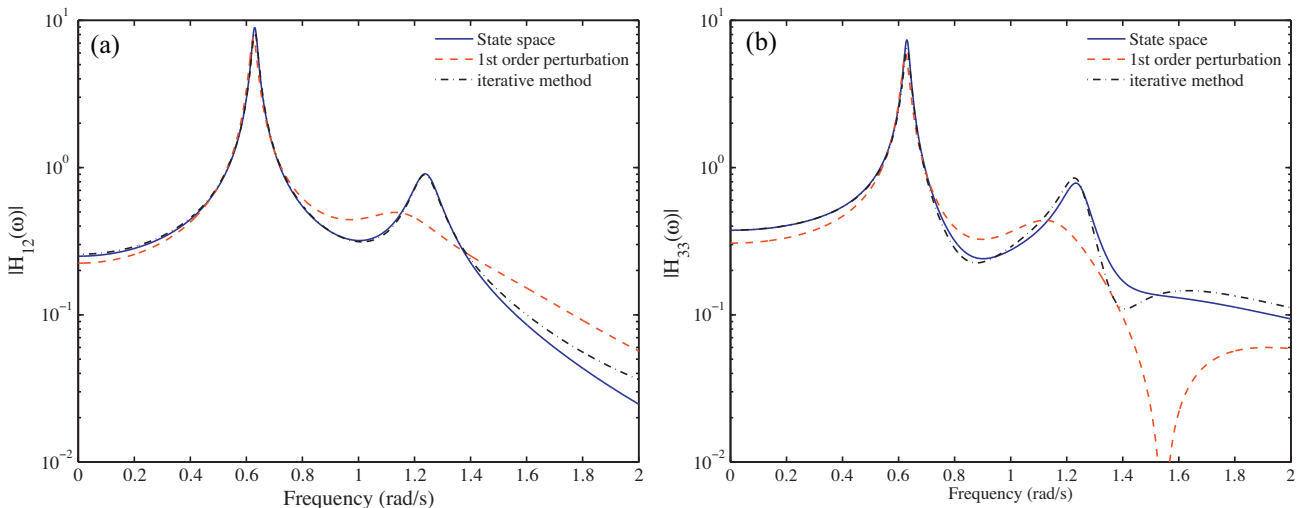 (a)
State space
1st order perturbation
iterative method
10^1
10^0
10^-1
10^-2
|H_12(ω)|
0 0.2 0.4 0.6 0.8 1 1.2 1.4 1.6 1.8 2
Frequency (rad/s)
(b)
State space
1st order perturbation
iterative method
10^1
10^0
10^-1
10^-2
|H_33(ω)|
0 0.2 0.4 0.6 0.8 1 1.2 1.4 1.6 1.8 2
Frequency (rad/s)